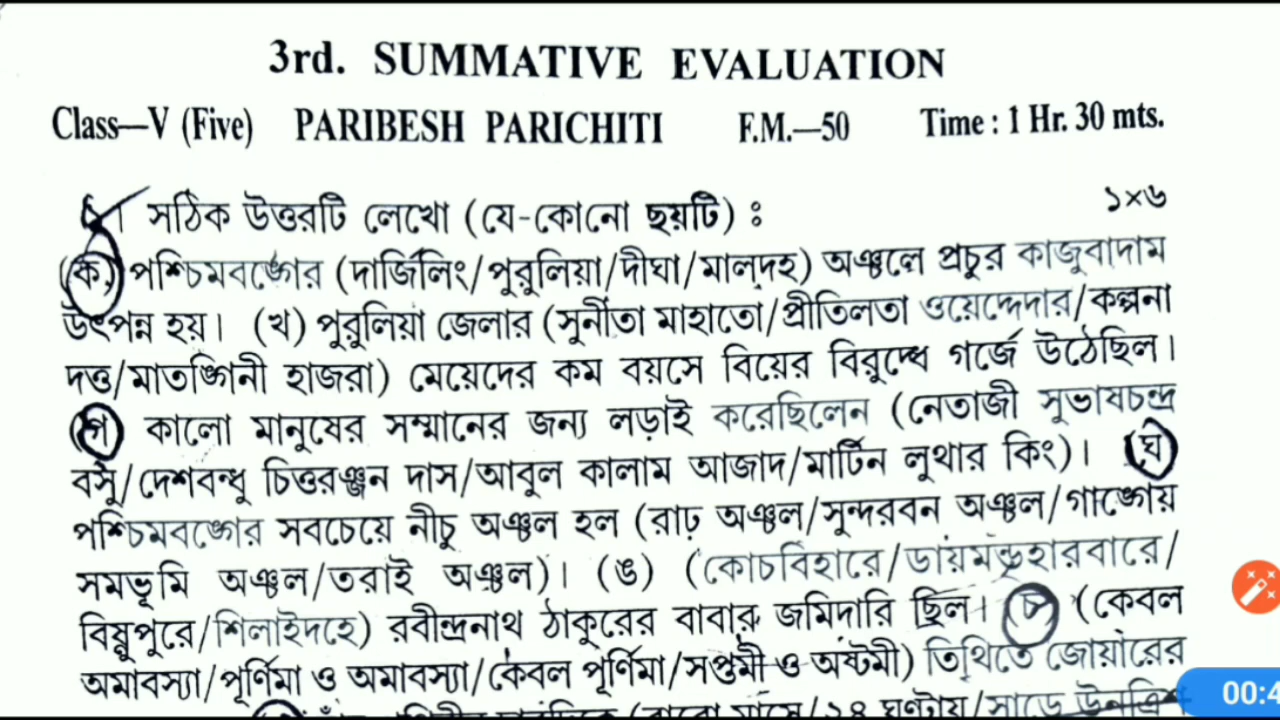 3rd. SUMMATIVE EVALUATION
Class—V (Five) PARIBESH PARICHITI F.M.—50 Time : 1 Hr. 30 mts.
১। সঠিক উত্তরটি লেখো (যে-কোনো ছয়টি) : ১×৬
(ক) পশ্চিমবঙ্গের (দার্জিলিং/পুরুলিয়া/দীঘা/মালদহ) অঞ্চলে প্রচুর কাজুবাদাম
উৎপন্ন হয়। (খ) পুরুলিয়া জেলার (সুনীতা মাহাতো/প্রীতিলতা ওয়েদ্দেদার/কল্পনা
দত্ত/মাতঙ্গিনী হাজরা) মেয়েদের কম বয়সে বিয়ের বিরুদ্ধে গর্জে উঠেছিল।
(গ) কালো মানুষের সম্মানের জন্য লড়াই করেছিলেন (নেতাজী সুভাষচন্দ্র
বসু/দেশবন্ধু চিত্তরঞ্জন দাস/আবুল কালাম আজাদ/মার্টিন লুথার কিং)। (ঘ)
পশ্চিমবঙ্গের সবচেয়ে নীচু অঞ্চল হল (রাঢ় অঞ্চল/সুন্দরবন অঞ্চল/গাঙ্গেয়
সমভূমি অঞ্চল/তরাই অঞ্চল)। (ঙ) (কোচবিহারে/ডায়মন্ডহারবারে/
বিষ্ণুপুরে/শিলাইদহে) রবীন্দ্রনাথ ঠাকুরের বাবার জমিদারি ছিল। (চ) (কেবল
অমাবস্যা/পূর্ণিমা ও অমাবস্যা/কেবল পূর্ণিমা/সপ্তমী ও অষ্টমী) তিথিতে জোয়ারের
(বারো মাসে/২৪ ঘণ্টায়/সাড়ে
00:4